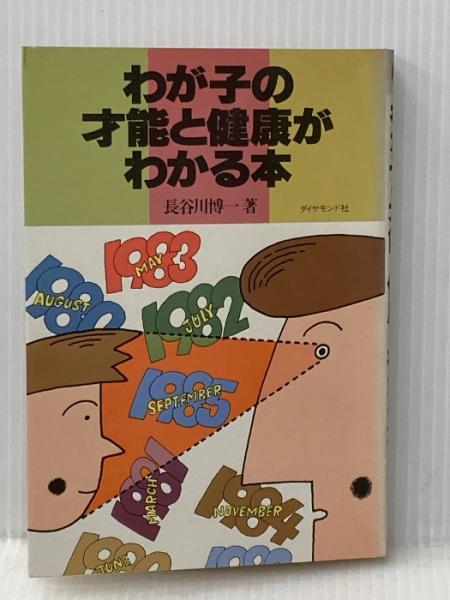 わが子の
才能と健康が
わかる本
長谷川博一 著
ダイヤモンド社
1983
MAY
1980
AUGUST
1982
JULY
1985
SEPTEMBER
1981
MARCH
1984
NOVEMBER
JUNE